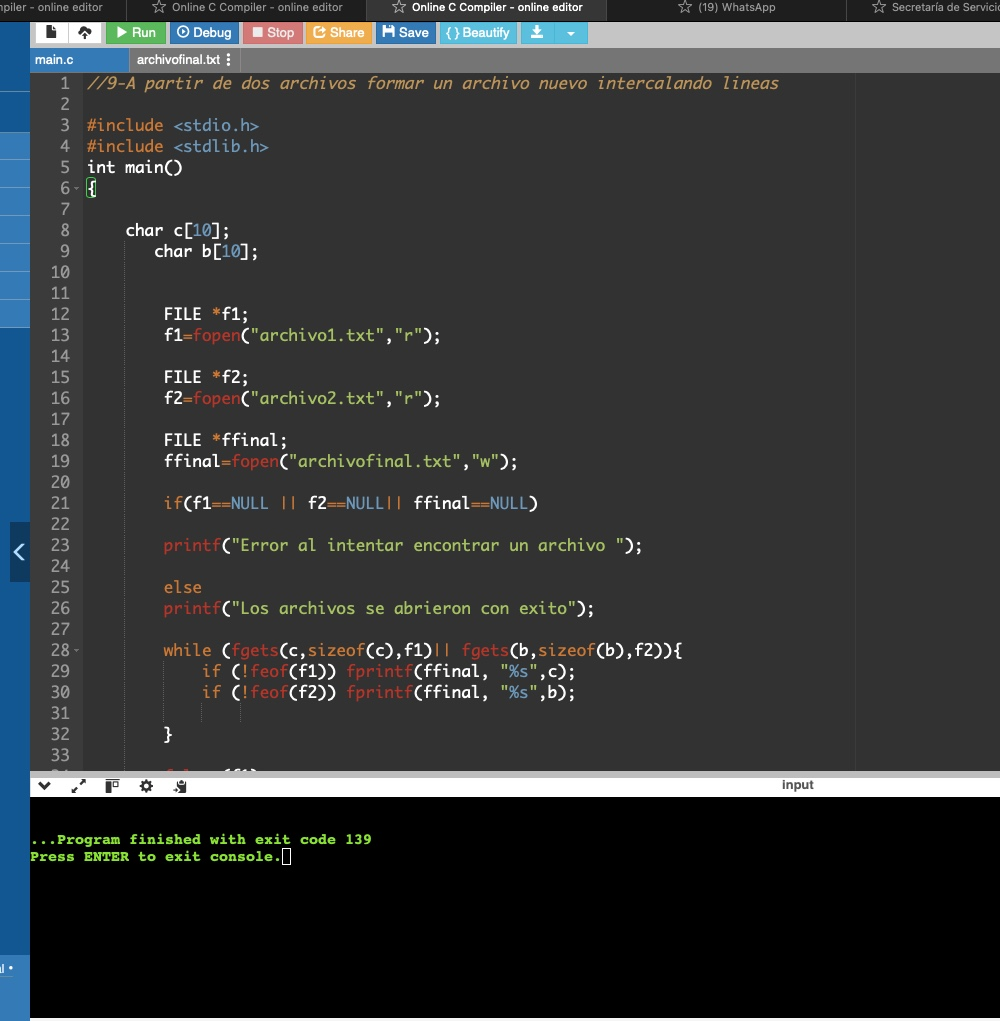 npiler - online editor
Online C Compiler - online editor
Online C Compiler - online editor
(19) WhatsApp
Secretaría de Servicio
Run
Debug
Stop
Share
Save
{ } Beautify
main.c
archivofinal.txt
1 //9-A partir de dos archivos formar un archivo nuevo intercalando lineas
2
3 #include <stdio.h>
4 #include <stdlib.h>
5 int main()
6 {
7
8 char c[10];
9 char b[10];
10
11
12 FILE *f1;
13 f1=fopen("archivo1.txt","r");
14
15 FILE *f2;
16 f2=fopen("archivo2.txt","r");
17
18 FILE *ffinal;
19 ffinal=fopen("archivofinal.txt","w");
20
21 if(f1==NULL || f2==NULL|| ffinal==NULL)
22
23 printf("Error al intentar encontrar un archivo ");
24
25 else
26 printf("Los archivos se abrieron con exito");
27
28 while (fgets(c,sizeof(c),f1)|| fgets(b,sizeof(b),f2)){
29 if (!feof(f1)) fprintf(ffinal, "%s",c);
30 if (!feof(f2)) fprintf(ffinal, "%s",b);
31
32 }
33
input
...Program finished with exit code 139
Press ENTER to exit console.